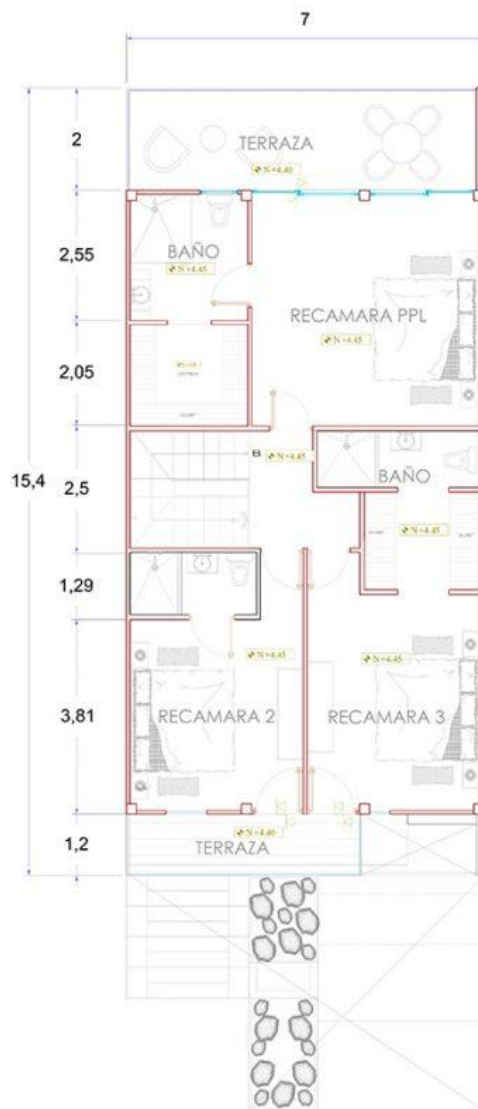 7
2
TERRAZA
N+4.40
2,55
BAÑO
N+4.45
RECAMARA PPL
N+4.45
2,05
15,4
2,5
B
N+4.45
BAÑO
N+4.45
1,29
3,81
N+4.45
N+4.45
RECAMARA 2
RECAMARA 3
1,2
N+4.40
TERRAZA